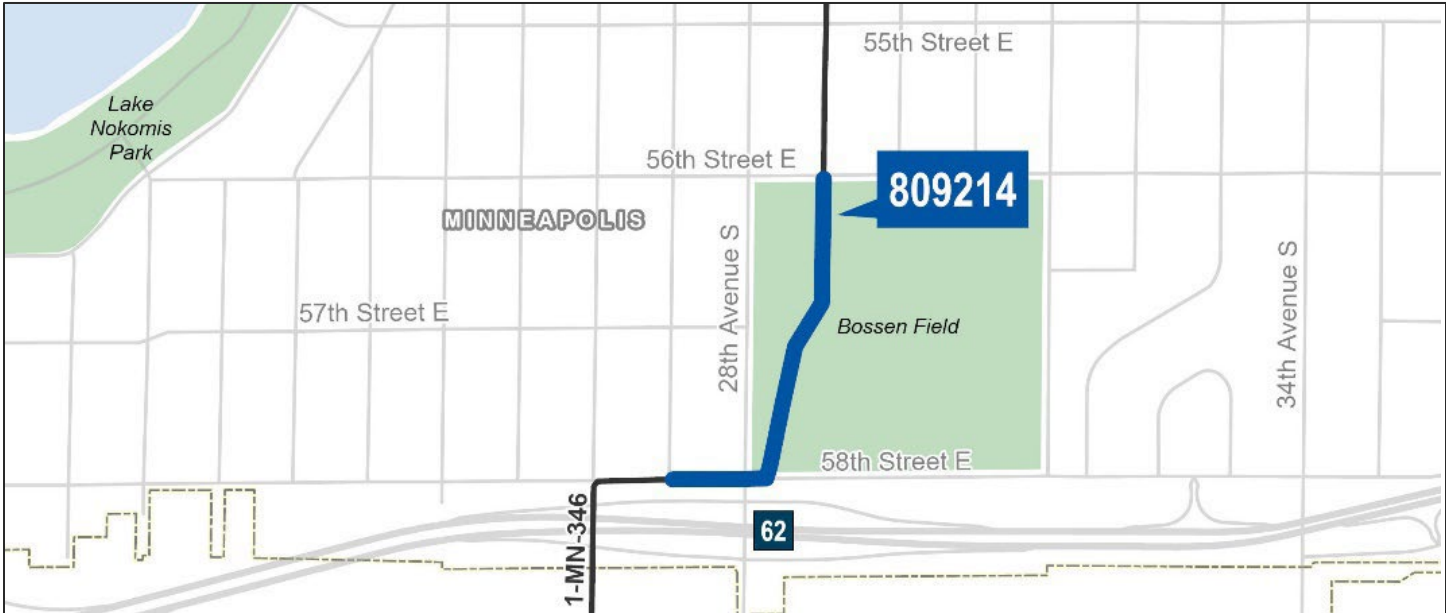 55th Street E
Lake
Nokomis
Park
56th Street E
809214
MINNEAPOLIS
28th Avenue S
34th Avenue S
57th Street E
Bossen Field
58th Street E
1-MN-346
62